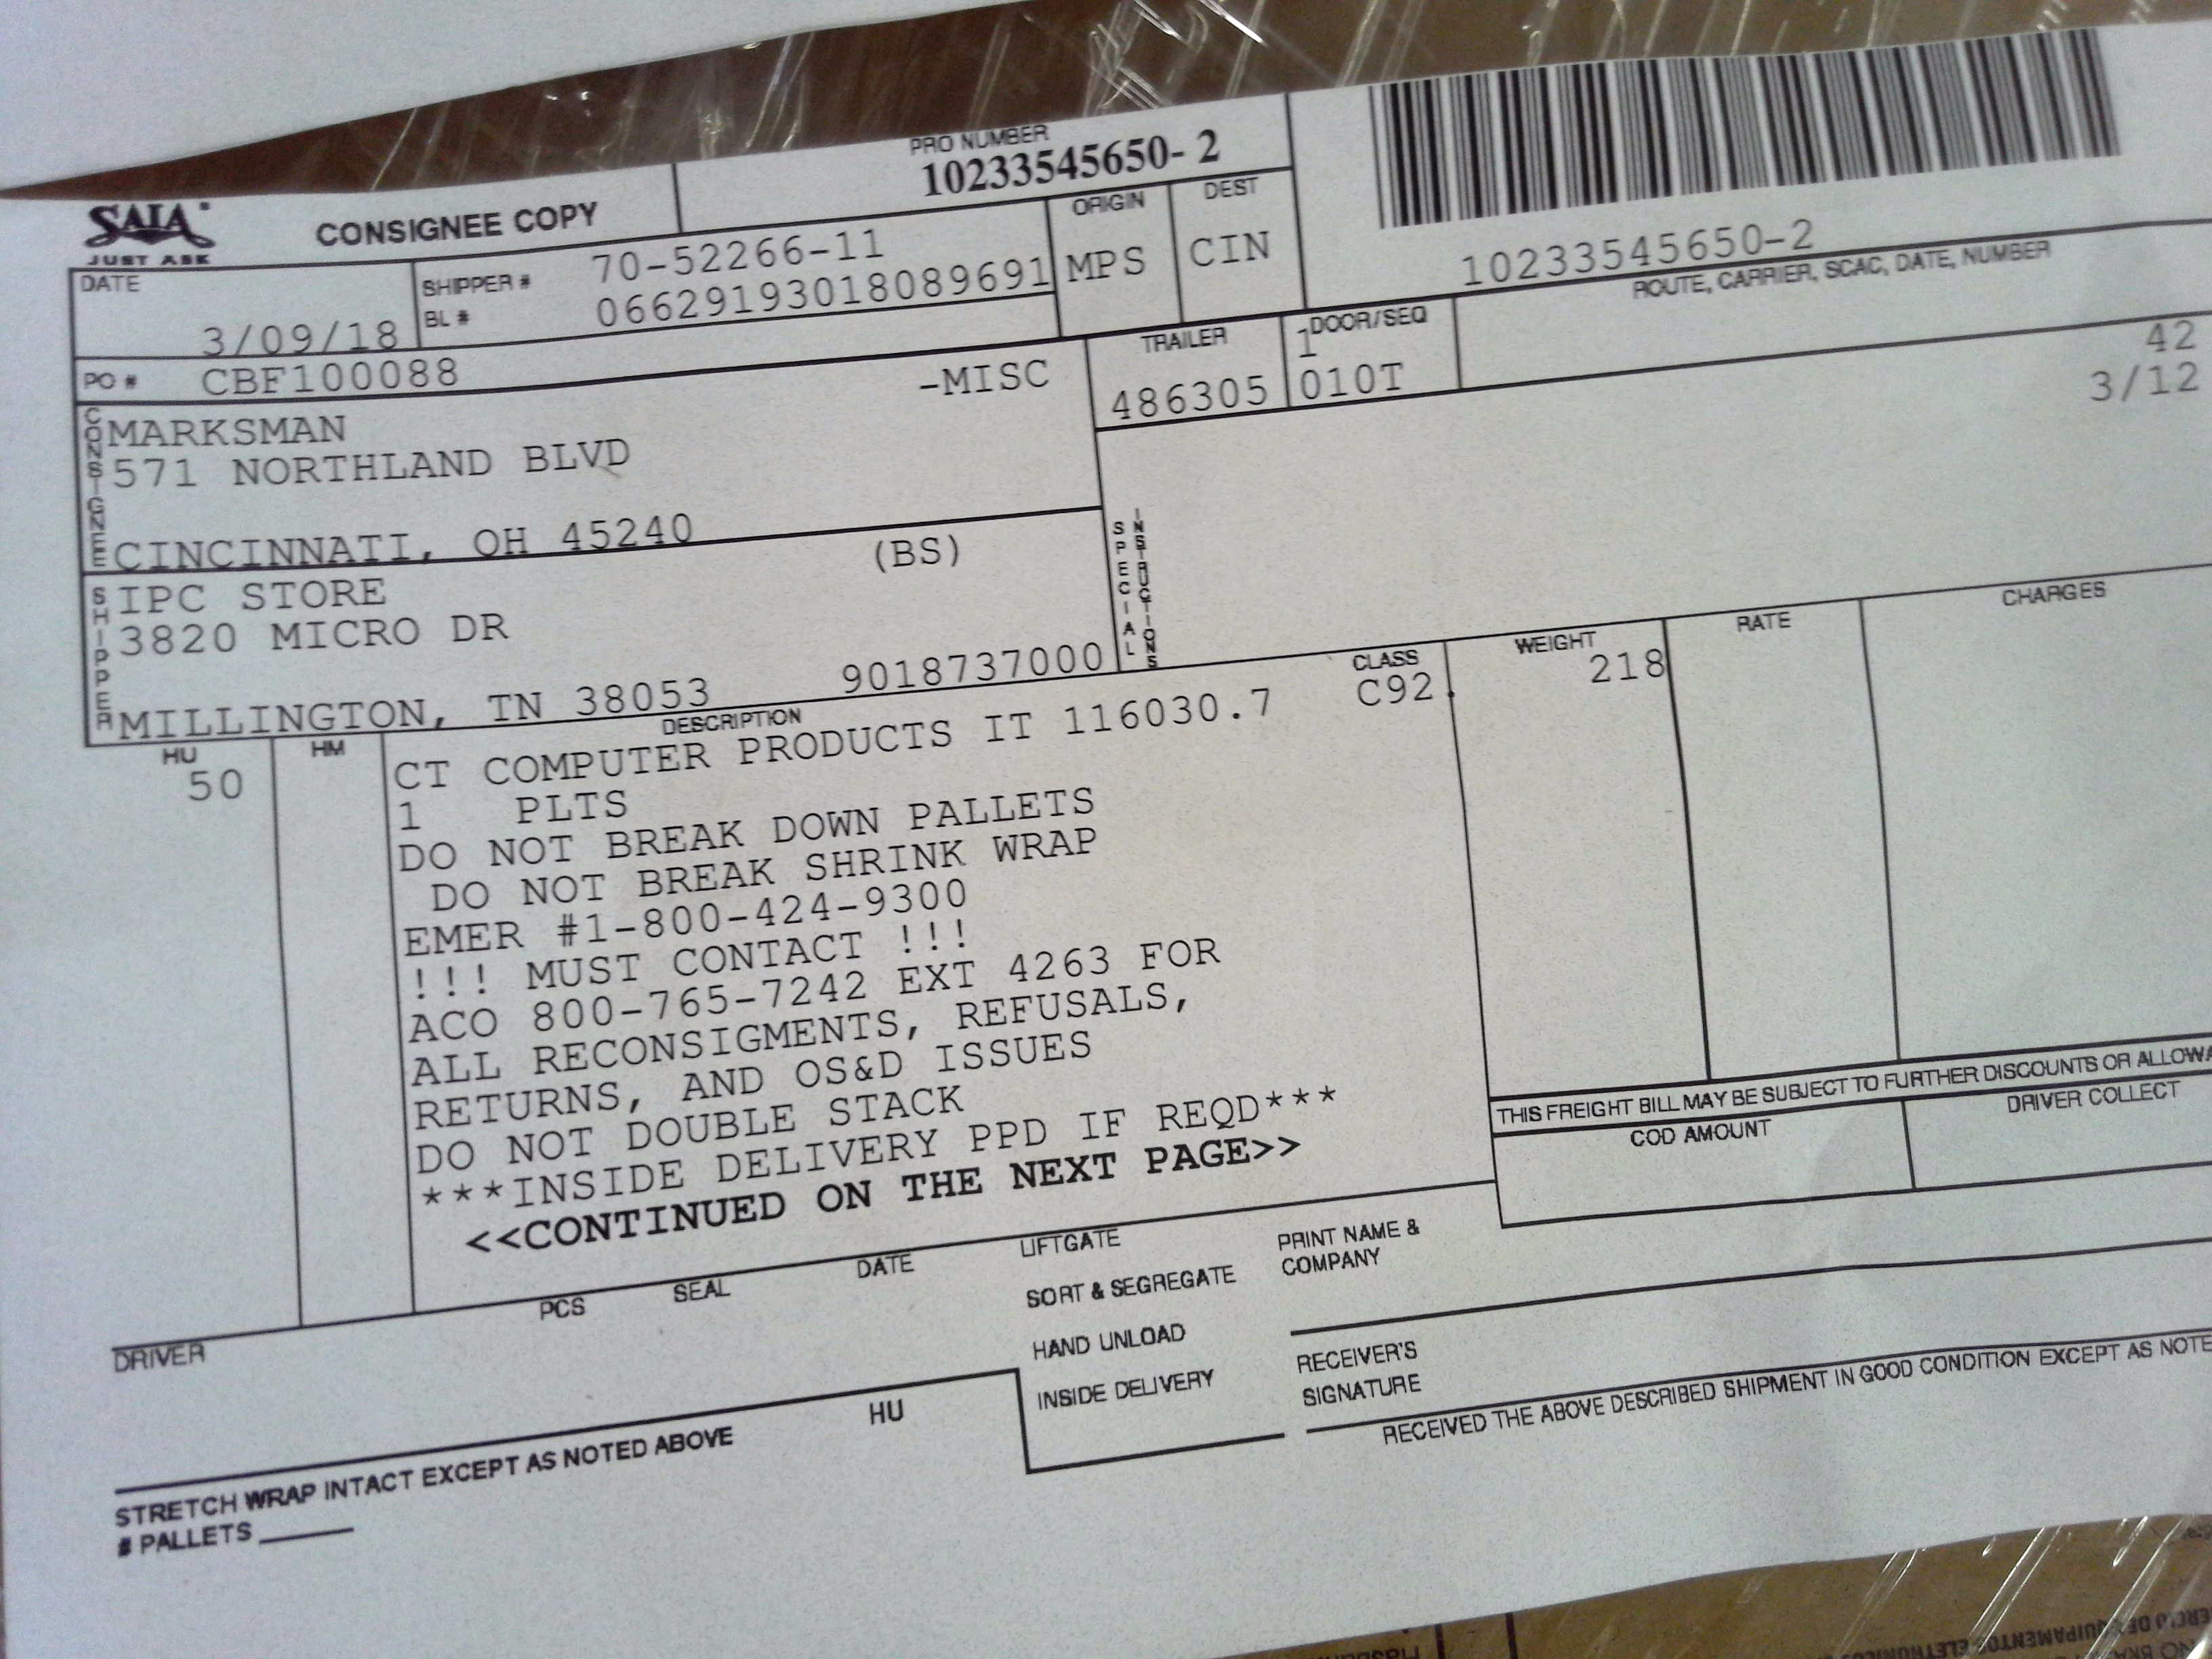 SAIA
JUST ASK
CONSIGNEE COPY
PRO NUMBER
10233545650- 2
10233545650-2
DATE
3/09/18
SHIPPER # 70-52266-11
BL # 06629193018089691
ORIGIN
MPS
DEST
CIN
ROUTE, CARRIER, SCAC, DATE, NUMBER
42
3/12
PO # CBF100088
-MISC
TRAILER
486305
DOOR/SEQ
1
010T
CONSIGNEE
MARKSMAN
571 NORTHLAND BLVD
CINCINNATI, OH 45240
SHIPPER
(BS)
IPC STORE
3820 MICRO DR
MILLINGTON, TN 38053 9018737000
SPECIAL
INSTRUCTIONS
HU
HM
DESCRIPTION
CLASS
WEIGHT
RATE
CHARGES
50
CT COMPUTER PRODUCTS IT 116030.7 C92. 218
1 PLTS
DO NOT BREAK DOWN PALLETS
DO NOT BREAK SHRINK WRAP
EMER #1-800-424-9300
!!! MUST CONTACT !!!
ACO 800-765-7242 EXT 4263 FOR
ALL RECONSIGMENTS, REFUSALS,
RETURNS, AND OS&D ISSUES
DO NOT DOUBLE STACK
***INSIDE DELIVERY PPD IF REQD***
<<CONTINUED ON THE NEXT PAGE>>
THIS FREIGHT BILL MAY BE SUBJECT TO FURTHER DISCOUNTS OR
COD AMOUNT
DRIVER COLLECT
DRIVER
PCS
SEAL
DATE
LIFTGATE
SORT & SEGREGATE
HAND UNLOAD
INSIDE DELIVERY
PRINT NAME &
COMPANY
RECEIVER'S
SIGNATURE
RECEIVED THE ABOVE DESCRIBED SHIPMENT IN GOOD CONDITION EXCEPT AS
HU
STRETCH WRAP INTACT EXCEPT AS NOTED ABOVE
# PALLETS